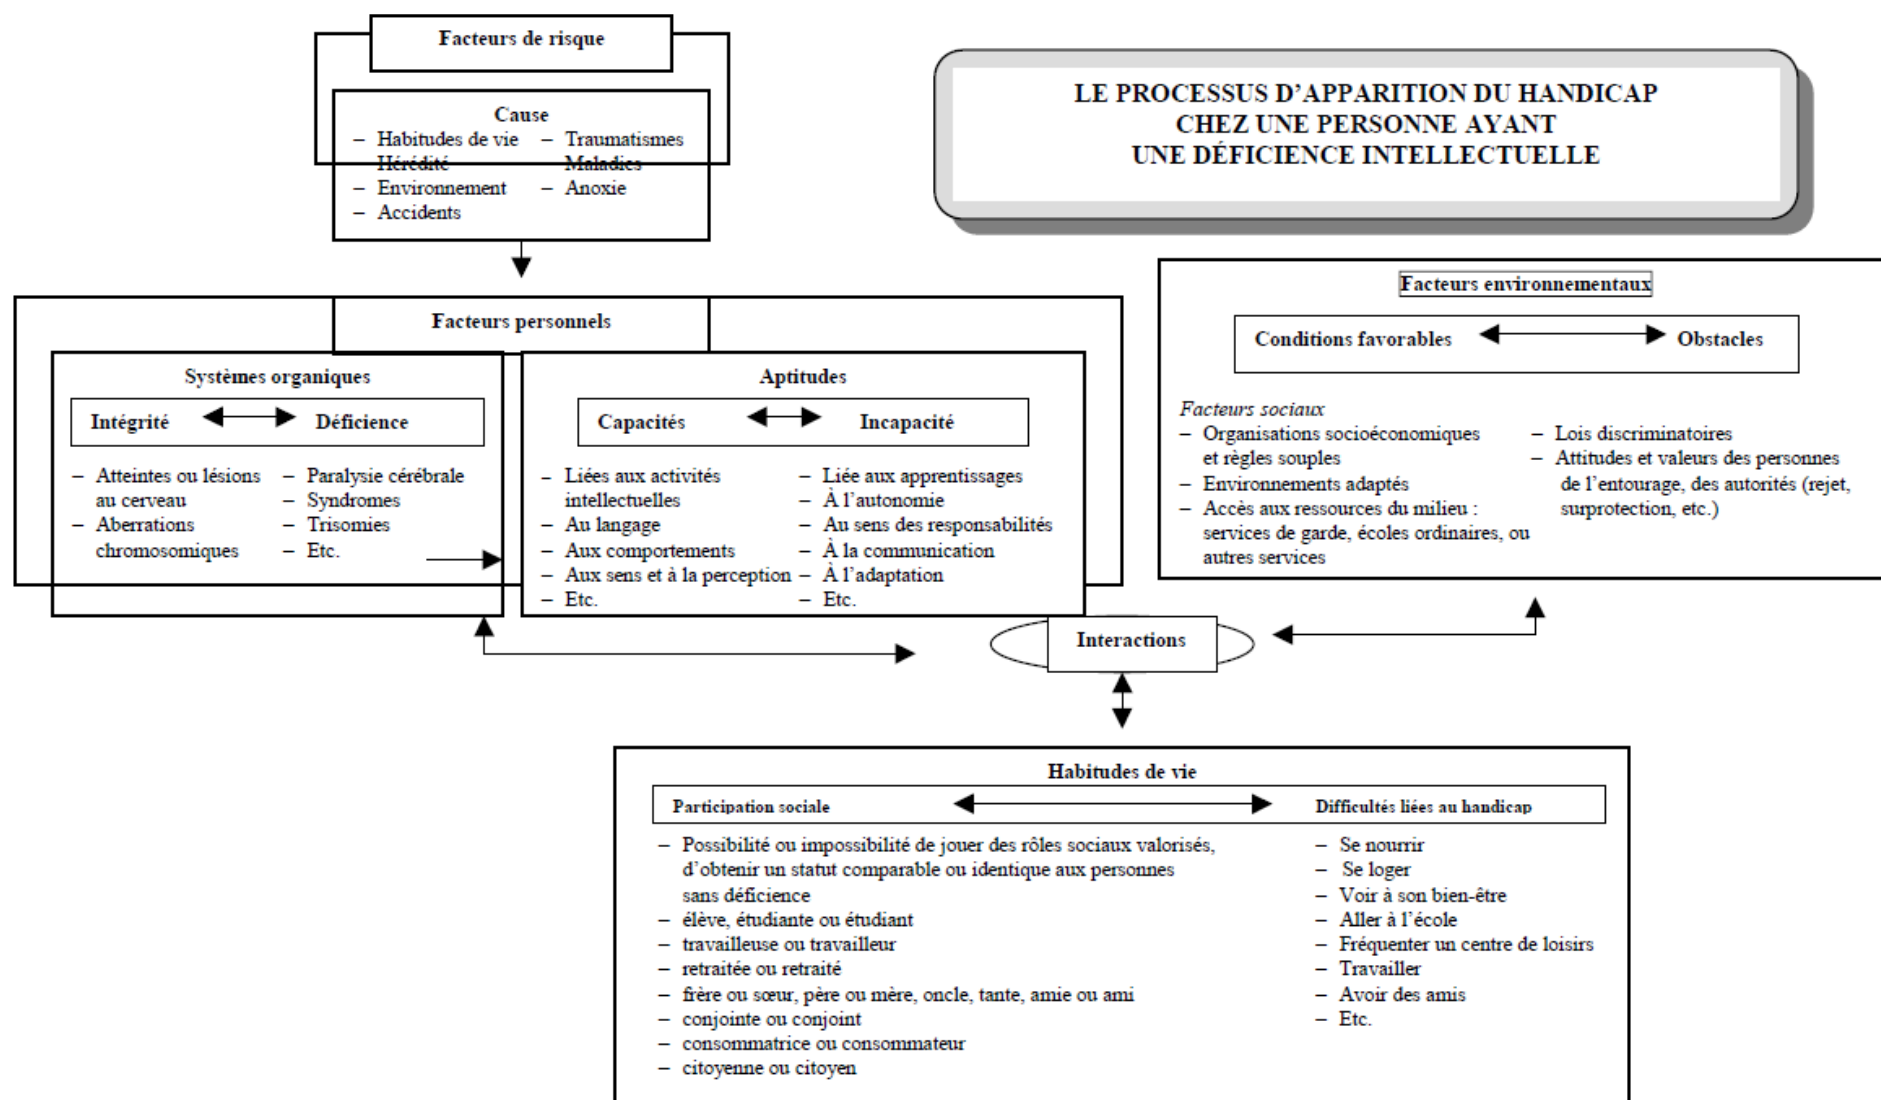 Facteurs de risque
Cause
– Habitudes de vie – Traumatismes
Hérédité Maladies
– Environnement – Anoxie
– Accidents
LE PROCESSUS D’APPARITION DU HANDICAP
CHEZ UNE PERSONNE AYANT
UNE DÉFICIENCE INTELLECTUELLE
Facteurs personnels
Systèmes organiques
Intégrité Déficience
– Atteintes ou lésions
au cerveau
– Aberrations
chromosomiques
– Paralysie cérébrale
– Syndromes
– Trisomies
– Etc.
Aptitudes
Capacités Incapacité
– Liées aux activités
intellectuelles
– Au langage
– Aux comportements
– Aux sens et à la perception
– Etc.
– Liée aux apprentissages
– À l’autonomie
– Au sens des responsabilités
– À la communication
– À l’adaptation
– Etc.
Facteurs environnementaux
Conditions favorables Obstacles
Facteurs sociaux
– Organisations socioéconomiques
et règles souples
– Environnements adaptés
– Accès aux ressources du milieu :
services de garde, écoles ordinaires, ou
autres services
– Lois discriminatoires
– Attitudes et valeurs des personnes
de l’entourage, des autorités (rejet,
surprotection, etc.)
Interactions
Habitudes de vie
Participation sociale Difficultés liées au handicap
– Possibilité ou impossibilité de jouer des rôles sociaux valorisés,
d’obtenir un statut comparable ou identique aux personnes
sans déficience
– élève, étudiante ou étudiant
– travailleuse ou travailleur
– retraitée ou retraité
– frère ou sœur, père ou mère, oncle, tante, amie ou ami
– conjointe ou conjoint
– consommatrice ou consommateur
– citoyenne ou citoyen
– Se nourrir
– Se loger
– Voir à son bien-être
– Aller à l’école
– Fréquenter un centre de loisirs
– Travailler
– Avoir des amis
– Etc.